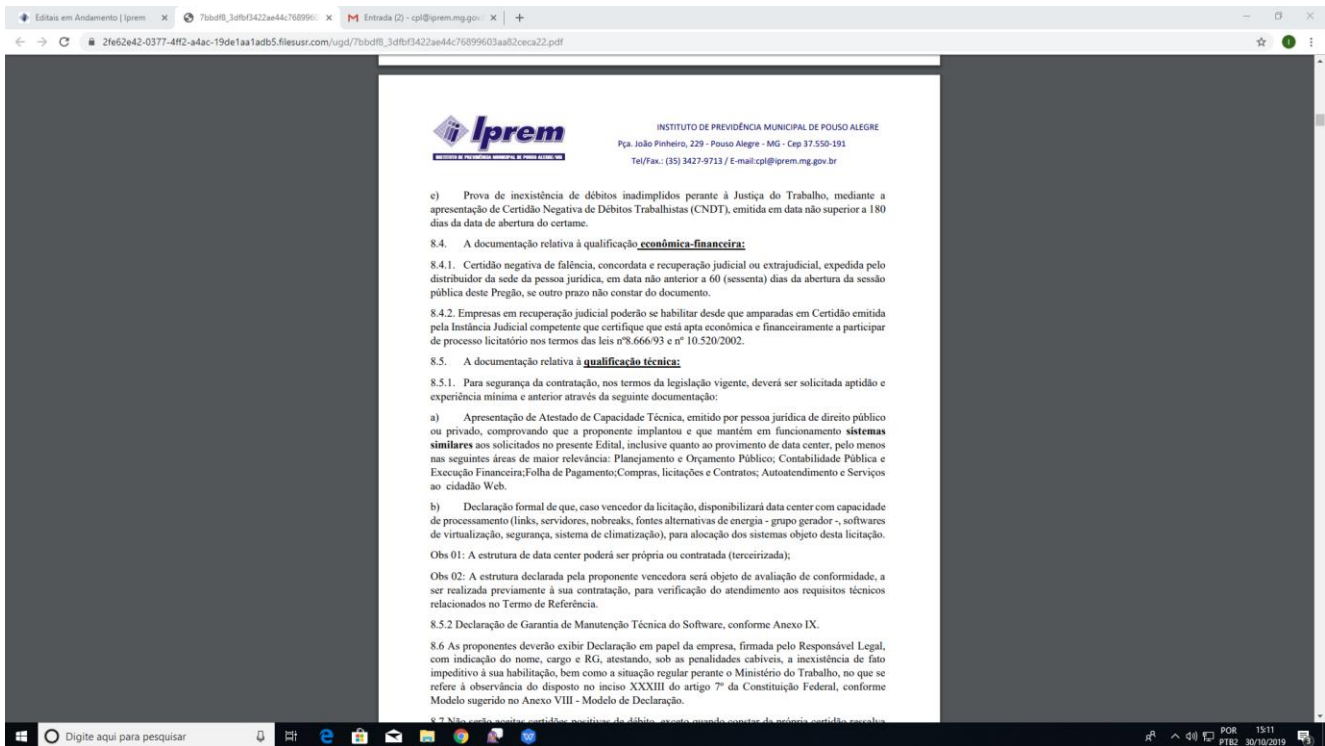 Editais em Andamento | Iprem
7bbdf8_3dfbf3422ae44c768996
Entrada (2) - cpl@iprem.mg.gov
2fe62e42-0377-4ff2-a4ac-19de1aa1adb5.filesusr.com/ugd/7bbdf8_3dfbf3422ae44c76899603aa82ceca22.pdf
Iprem
INSTITUTO DE PREVIDÊNCIA MUNICIPAL DE POUSO ALEGRE
Pça. João Pinheiro, 229 - Pouso Alegre - MG - Cep 37.550-191
Tel/Fax.: (35) 3427-9713 / E-mail:cpl@iprem.mg.gov.br
e) Prova de inexistência de débitos inadimplidos perante à Justiça do Trabalho, mediante a
apresentação de Certidão Negativa de Débitos Trabalhistas (CNDT), emitida em data não superior a 180
dias da data de abertura do certame.
8.4. A documentação relativa à qualificação econômica-financeira:
8.4.1. Certidão negativa de falência, concordata e recuperação judicial ou extrajudicial, expedida pelo
distribuidor da sede da pessoa jurídica, em data não anterior a 60 (sessenta) dias da abertura da sessão
pública deste Pregão, se outro prazo não constar do documento.
8.4.2. Empresas em recuperação judicial poderão se habilitar desde que amparadas em Certidão emitida
pela Instância Judicial competente que certifique que está apta econômica e financeiramente a participar
de processo licitatório nos termos das leis nº8.666/93 e nº 10.520/2002.
8.5. A documentação relativa à qualificação técnica:
8.5.1. Para segurança da contratação, nos termos da legislação vigente, deverá ser solicitada aptidão e
experiência mínima e anterior através da seguinte documentação:
a) Apresentação de Atestado de Capacidade Técnica, emitido por pessoa jurídica de direito público
ou privado, comprovando que a proponente implantou e que mantém em funcionamento sistemas
similares aos solicitados no presente Edital, inclusive quanto ao provimento de data center, pelo menos
nas seguintes áreas de maior relevância: Planejamento e Orçamento Público; Contabilidade Pública e
Execução Financeira;Folha de Pagamento;Compras, licitações e Contratos; Autoatendimento e Serviços
ao cidadão Web.
b) Declaração formal de que, caso vencedor da licitação, disponibilizará data center com capacidade
de processamento (links, servidores, nobreaks, fontes alternativas de energia - grupo gerador -, softwares
de virtualização, segurança, sistema de climatização), para alocação dos sistemas objeto desta licitação.
Obs 01: A estrutura de data center poderá ser própria ou contratada (terceirizada);
Obs 02: A estrutura declarada pela proponente vencedora será objeto de avaliação de conformidade, a
ser realizada previamente à sua contratação, para verificação do atendimento aos requisitos técnicos
relacionados no Termo de Referência.
8.5.2 Declaração de Garantia de Manutenção Técnica do Software, conforme Anexo IX.
8.6 As proponentes deverão exibir Declaração em papel da empresa, firmada pelo Responsável Legal,
com indicação do nome, cargo e RG, atestando, sob as penalidades cabíveis, a inexistência de fato
impeditivo à sua habilitação, bem como a situação regular perante o Ministério do Trabalho, no que se
refere à observância do disposto no inciso XXXIII do artigo 7º da Constituição Federal, conforme
Modelo sugerido no Anexo VIII - Modelo de Declaração.
8.7 Não serão aceitas certidões positivas de débito, exceto quando constar da própria certidão ressalva
Digite aqui para pesquisar
POR 15:11
PTB2 30/10/2019